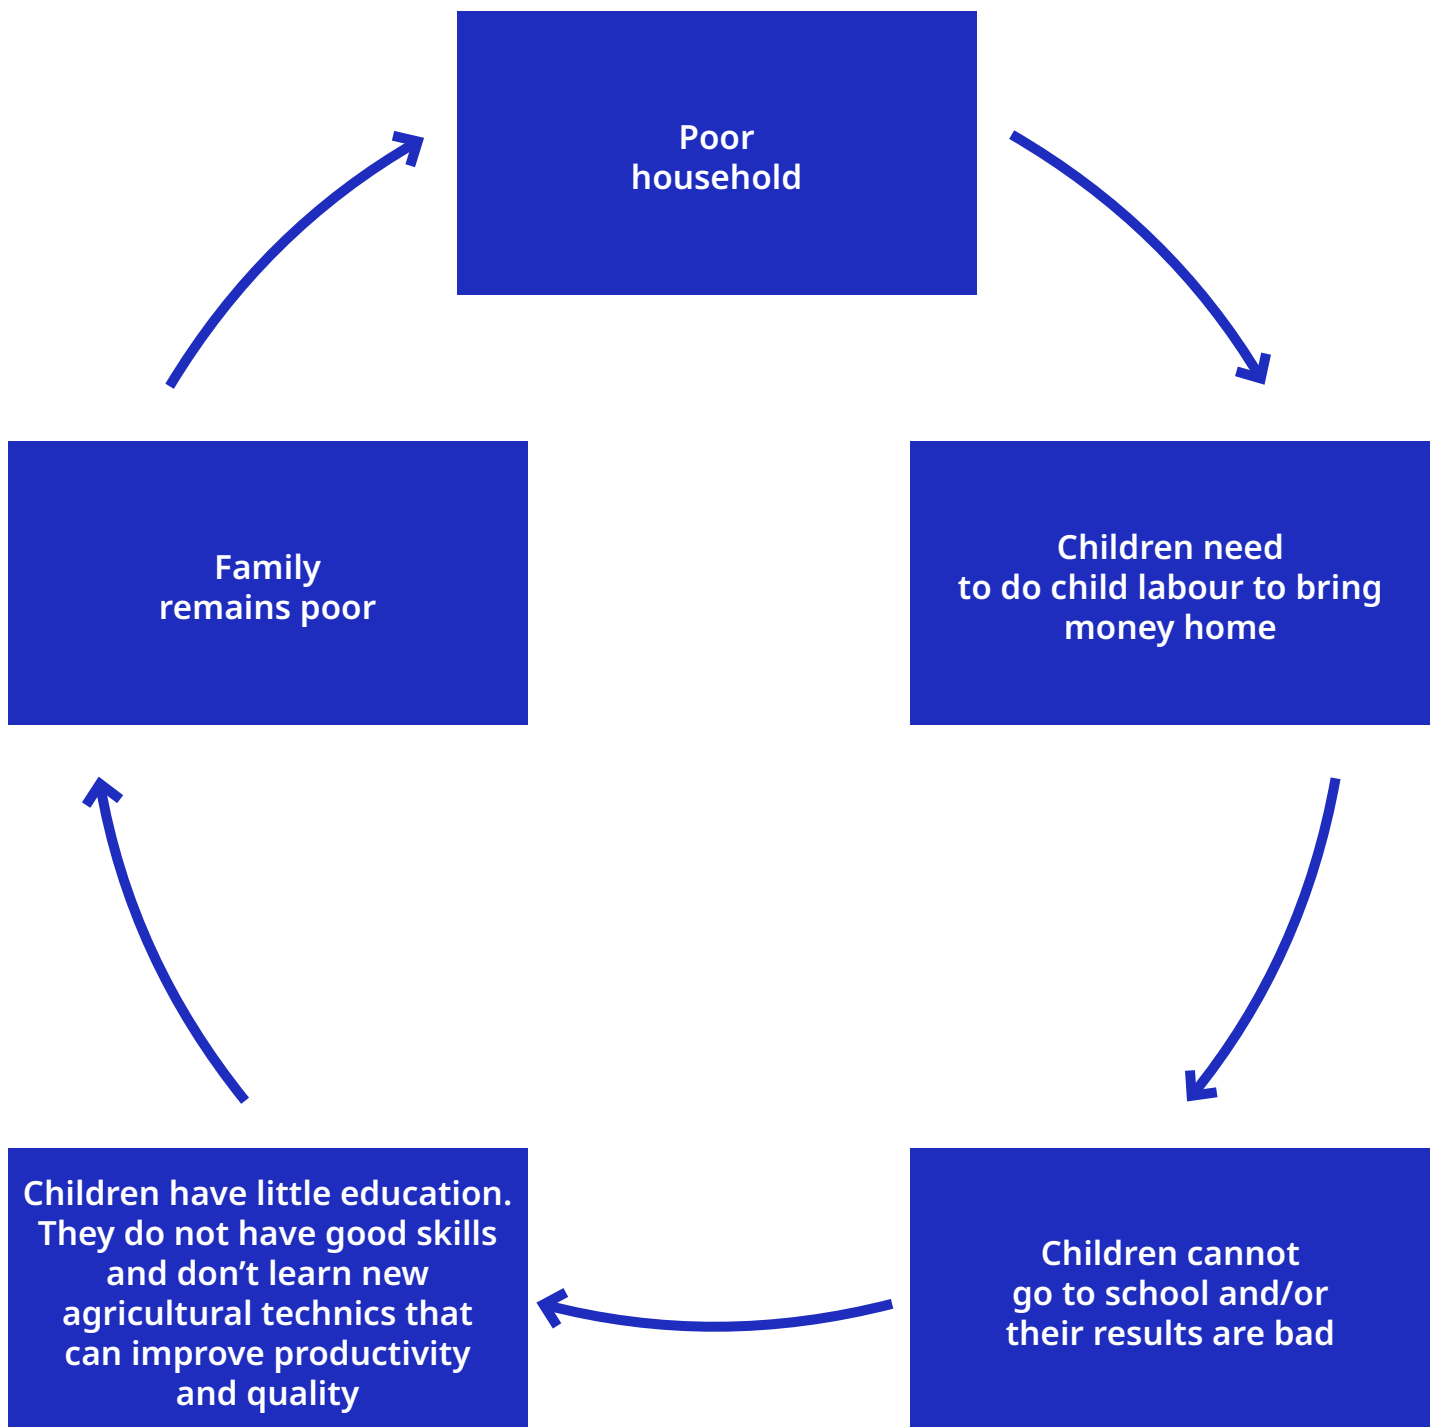 Poor
household
Children need
to do child labour to bring
money home
Children cannot
go to school and/or
their results are bad
Children have little education.
They do not have good skills
and don’t learn new
agricultural technics that
can improve productivity
and quality
Family
remains poor